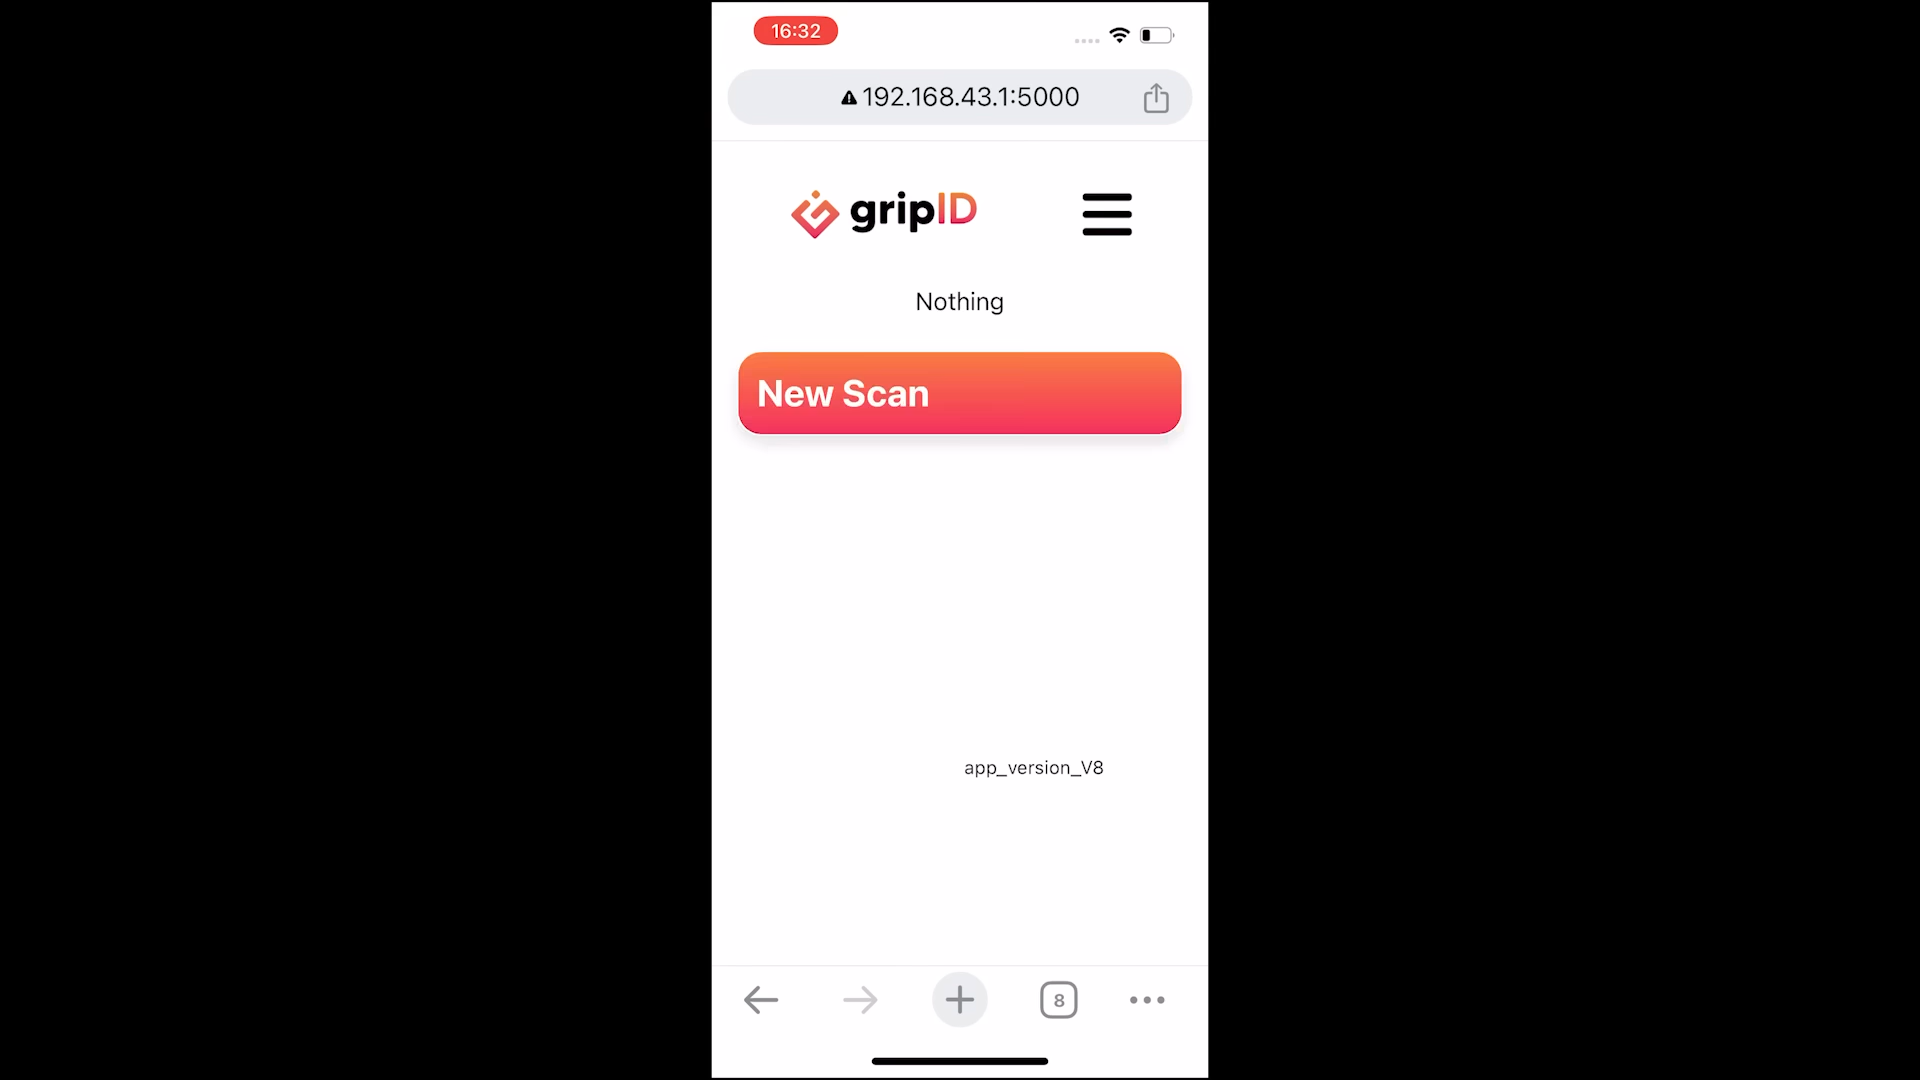 16:32
192.168.43.1:5000
gripID
Nothing
New Scan
app_version_V8
8